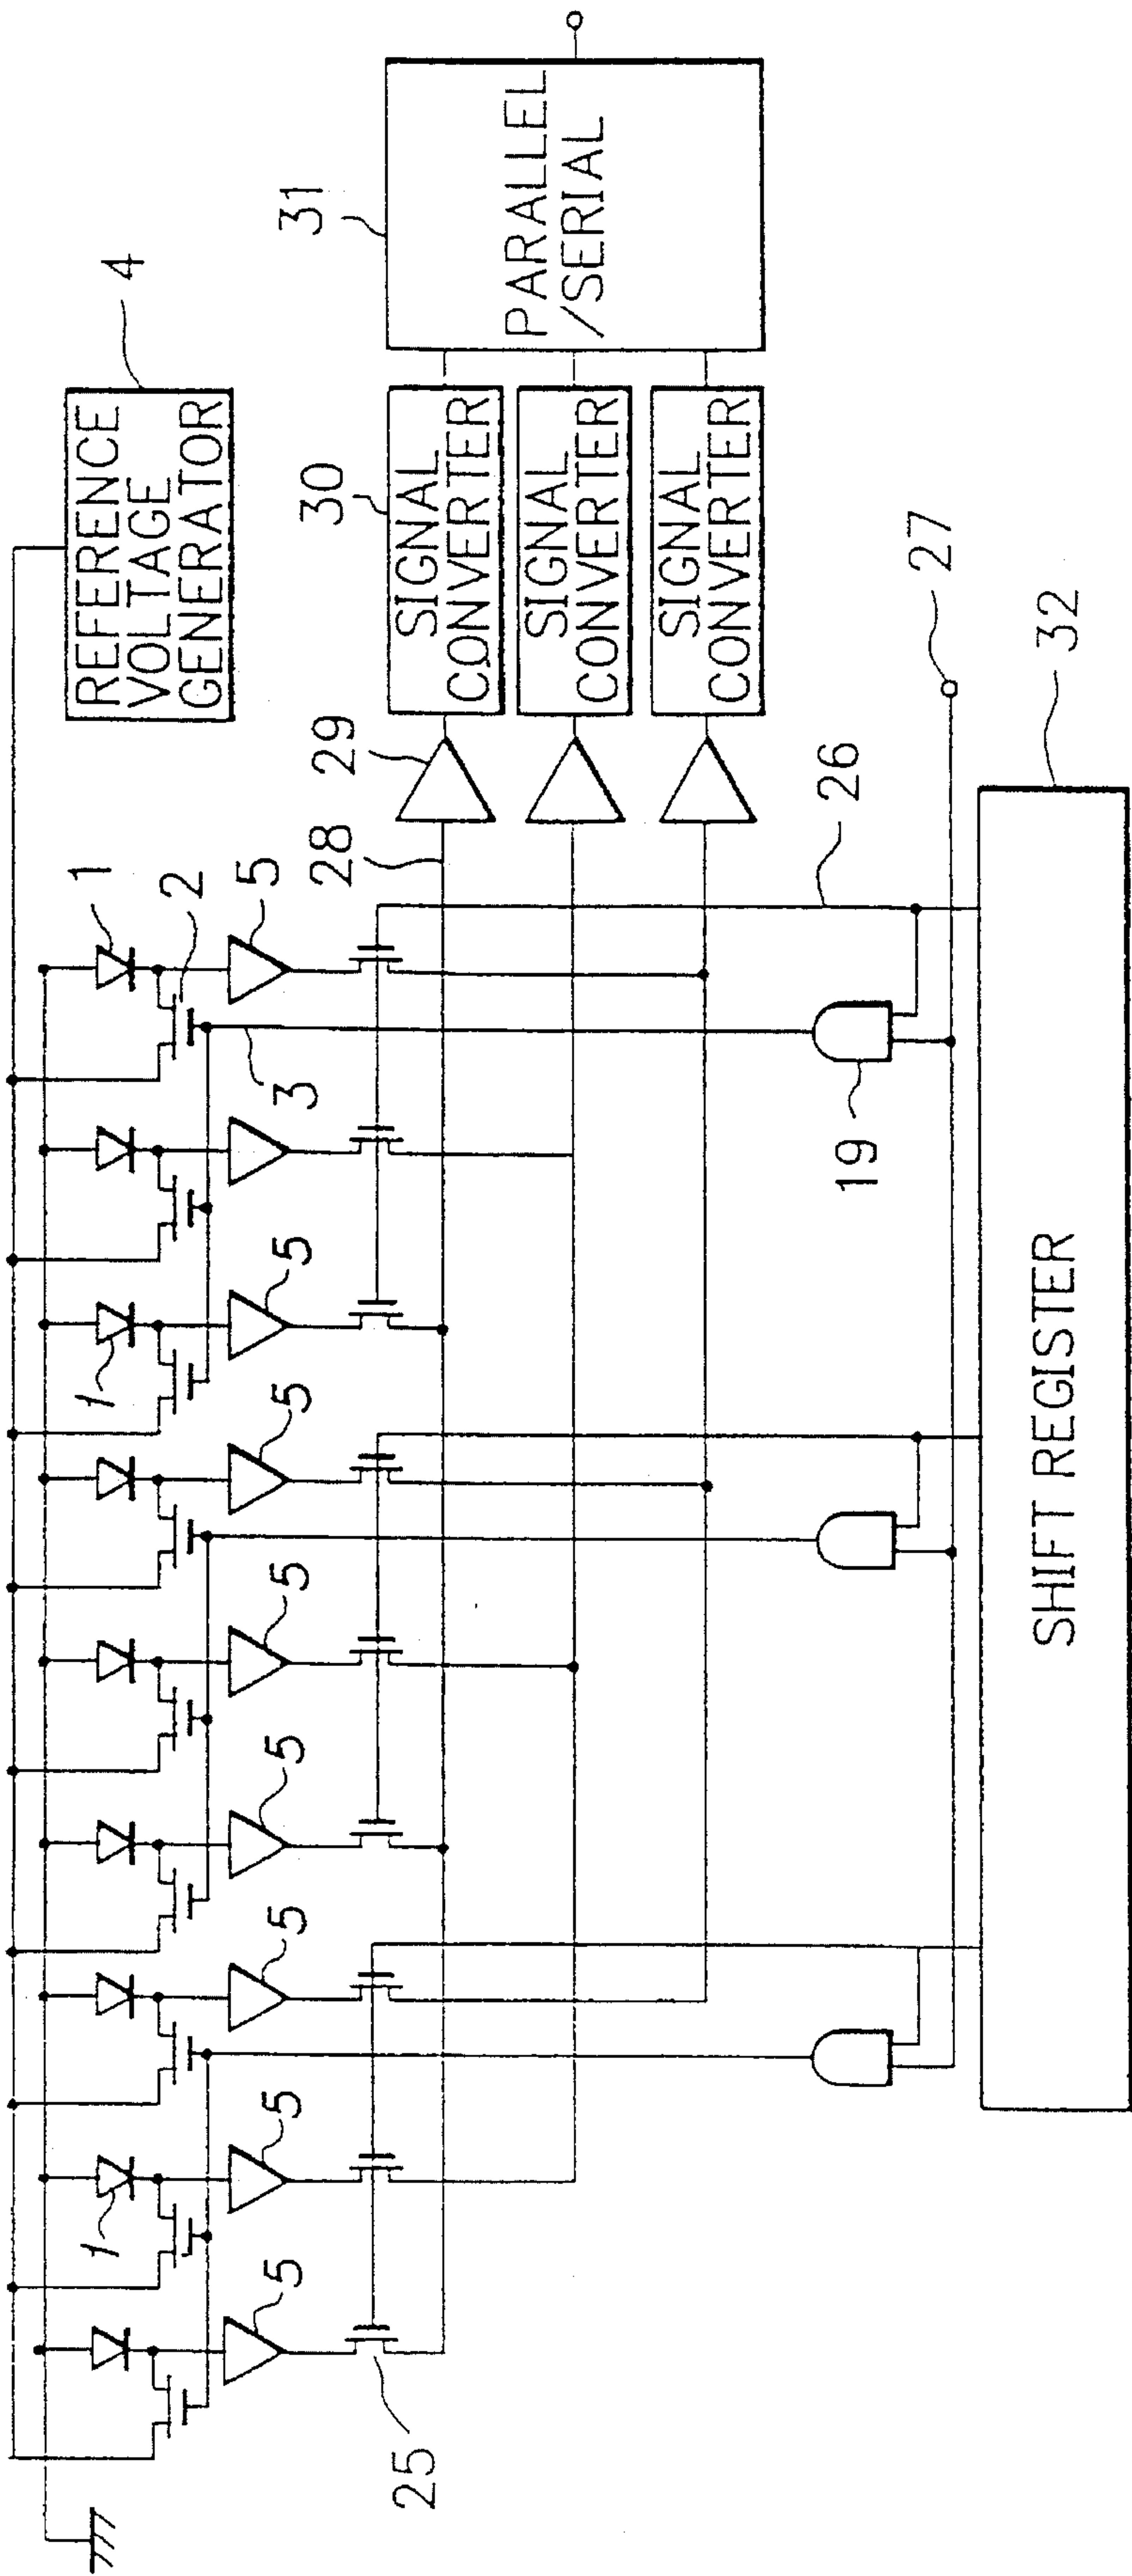 REFERENCE
VOLTAGE
GENERATOR
4
1
2
5
3
1
5
5
5
5
5
1
5
5
25
28
29
30
SIGNAL
CONVERTER
SIGNAL
CONVERTER
SIGNAL
CONVERTER
31
PARALLEL
/SERIAL
26
27
19
32
SHIFT REGISTER